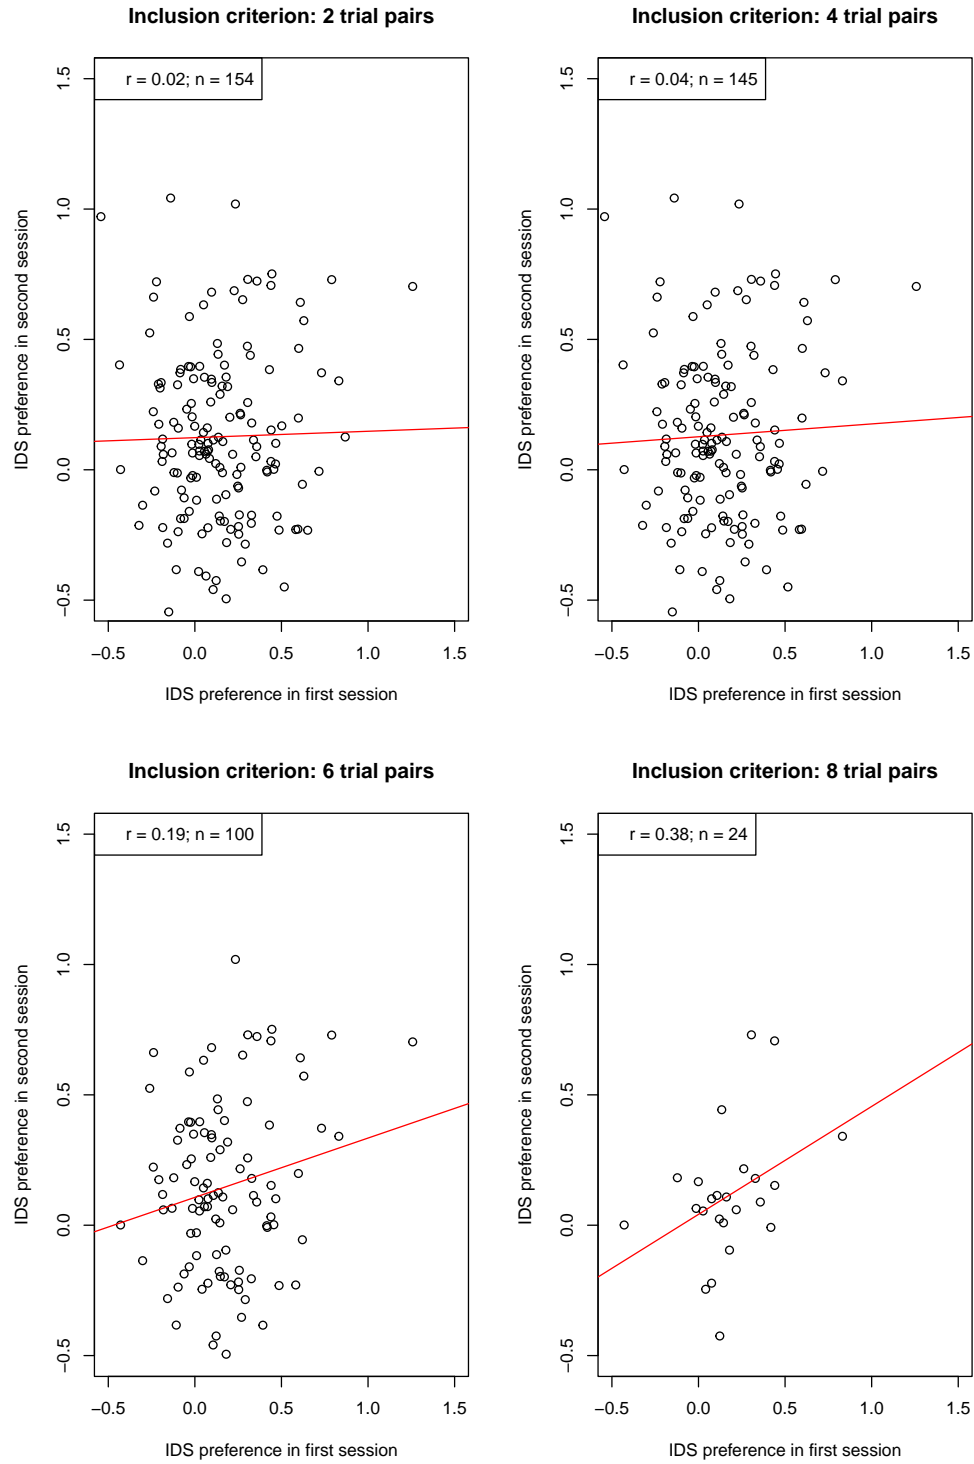 Inclusion criterion: 2 trial pairs
r = 0.02; n = 154
IDS preference in second session
1.5
1.0
0.5
0.0
−0.5
−0.5 0.0 0.5 1.0 1.5
IDS preference in first session
Inclusion criterion: 4 trial pairs
r = 0.04; n = 145
IDS preference in second session
1.5
1.0
0.5
0.0
−0.5
−0.5 0.0 0.5 1.0 1.5
IDS preference in first session
Inclusion criterion: 6 trial pairs
r = 0.19; n = 100
IDS preference in second session
1.5
1.0
0.5
0.0
−0.5
−0.5 0.0 0.5 1.0 1.5
IDS preference in first session
Inclusion criterion: 8 trial pairs
r = 0.38; n = 24
IDS preference in second session
1.5
1.0
0.5
0.0
−0.5
−0.5 0.0 0.5 1.0 1.5
IDS preference in first session